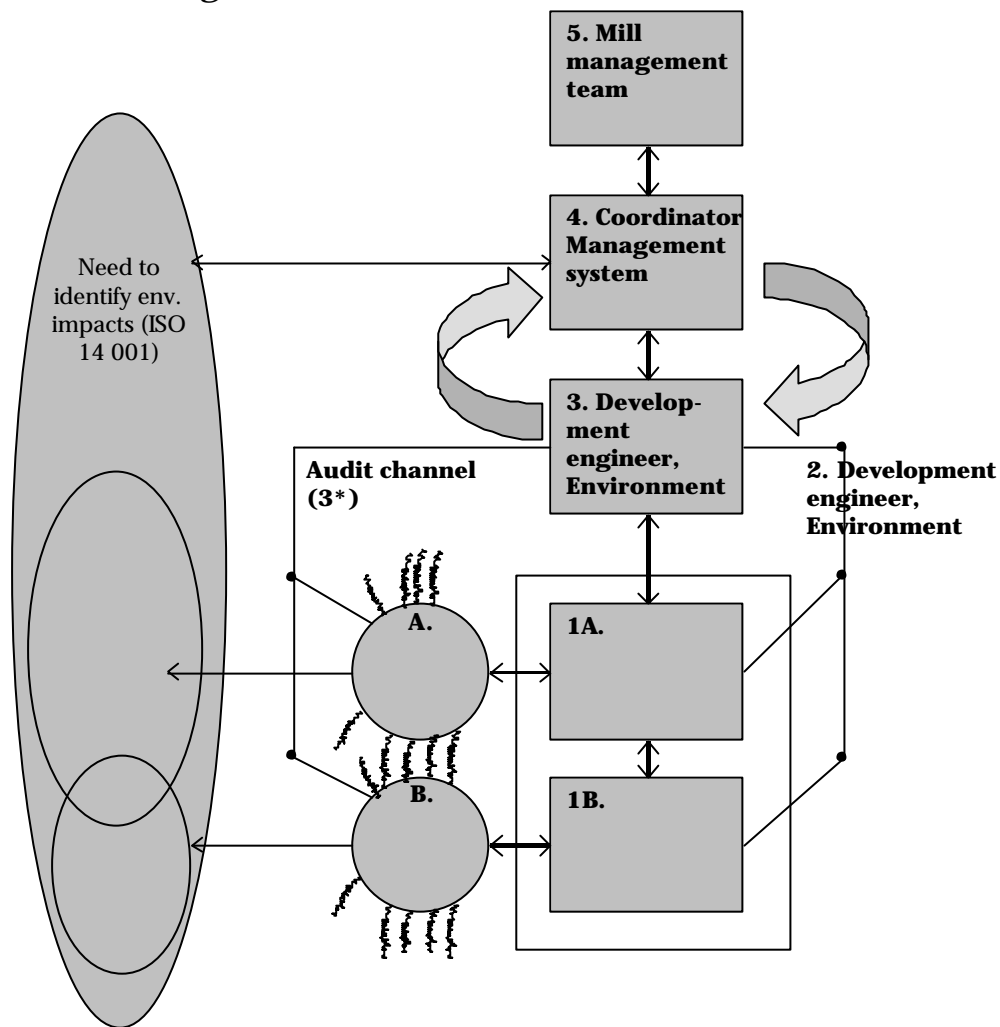 5. Mill
management
team
4. Coordinator
Management
system
Need to
identify env.
impacts (ISO
14 001)
3. Develop-
ment
engineer,
Environment
Audit channel
(3*)
2. Development
engineer,
Environment
A.
1A.
B.
1B.